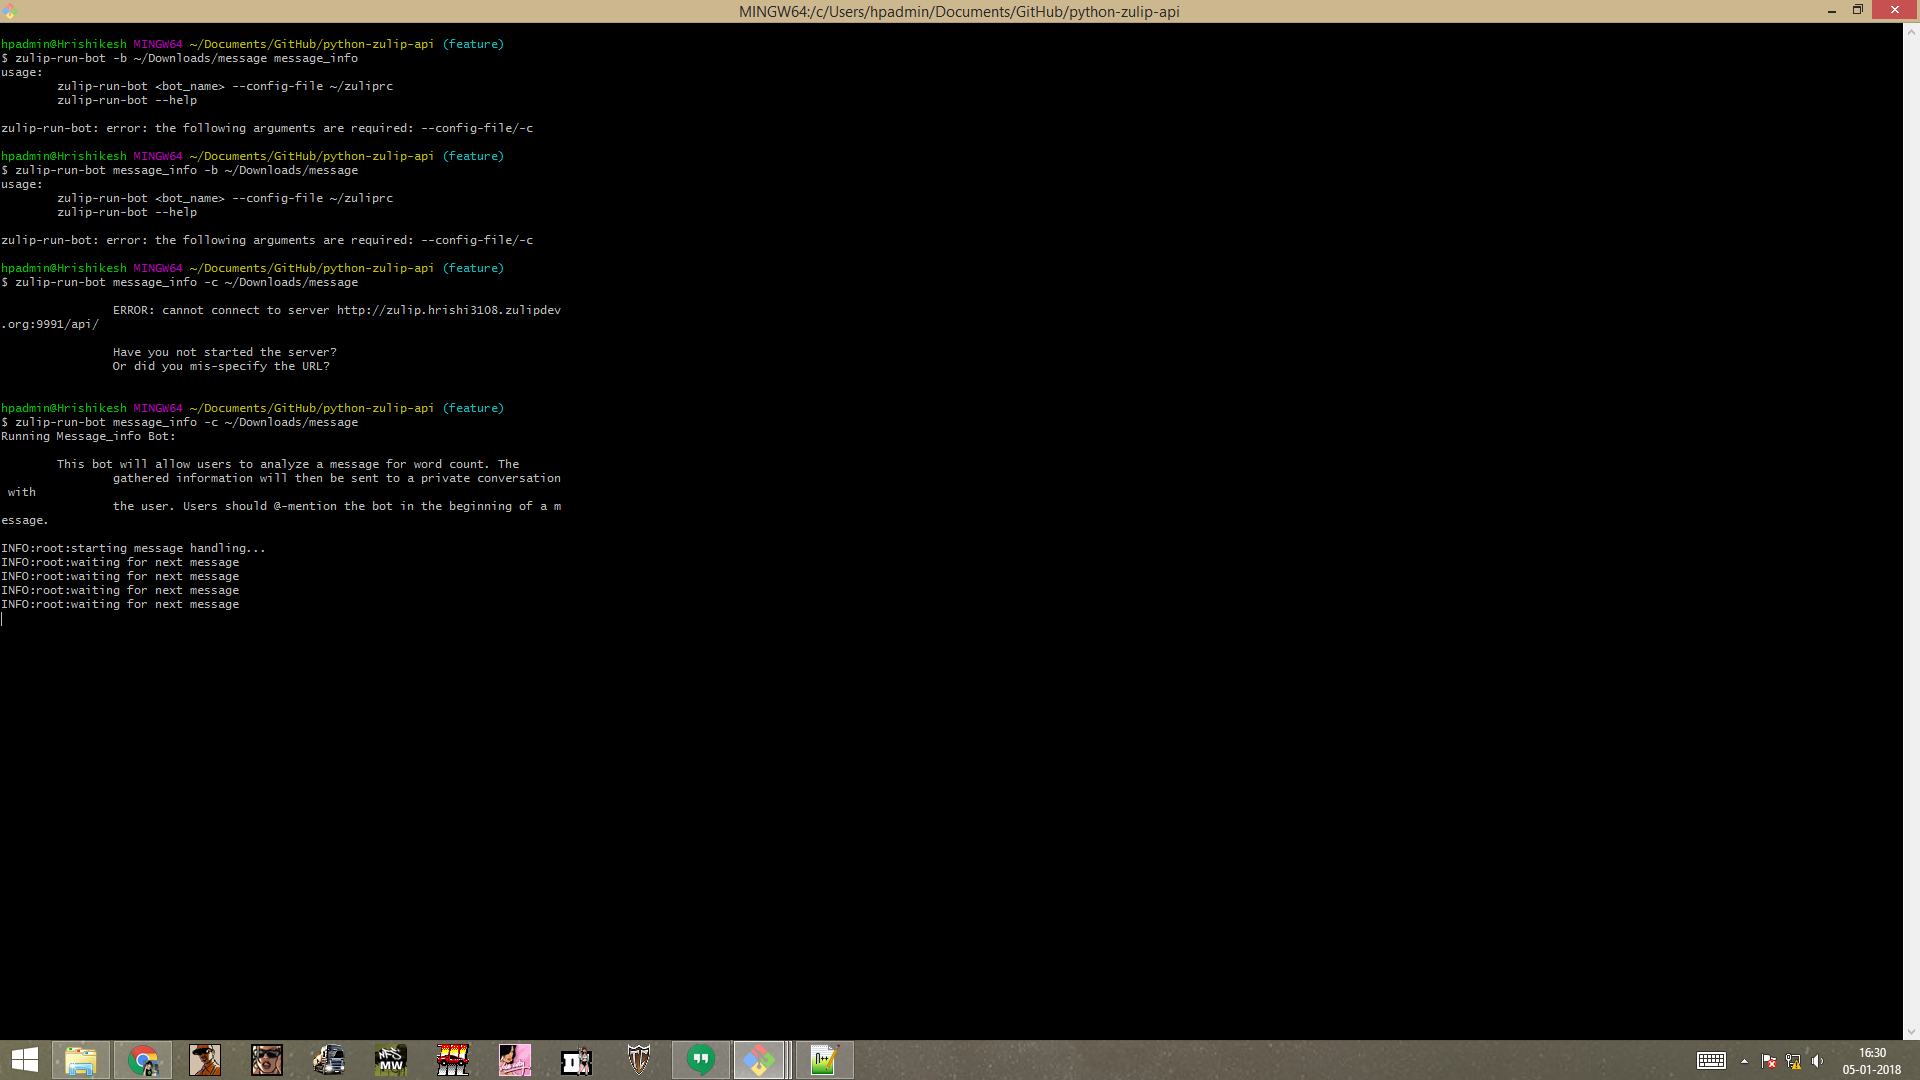 MINGW64:/c/Users/hpadmin/Documents/GitHub/python-zulip-api
hpadmin@Hrishikesh MINGW64 ~/Documents/GitHub/python-zulip-api (feature)
$ zulip-run-bot -b ~/Downloads/message message_info
usage:
zulip-run-bot <bot_name> --config-file ~/zuliprc
zulip-run-bot --help
zulip-run-bot: error: the following arguments are required: --config-file/-c
hpadmin@Hrishikesh MINGW64 ~/Documents/GitHub/python-zulip-api (feature)
$ zulip-run-bot message_info -b ~/Downloads/message
usage:
zulip-run-bot <bot_name> --config-file ~/zuliprc
zulip-run-bot --help
zulip-run-bot: error: the following arguments are required: --config-file/-c
hpadmin@Hrishikesh MINGW64 ~/Documents/GitHub/python-zulip-api (feature)
$ zulip-run-bot message_info -c ~/Downloads/message
ERROR: cannot connect to server http://zulip.hrishi3108.zulipdev
.org:9991/api/
Have you not started the server?
Or did you mis-specify the URL?
hpadmin@Hrishikesh MINGW64 ~/Documents/GitHub/python-zulip-api (feature)
$ zulip-run-bot message_info -c ~/Downloads/message
Running Message_info Bot:
This bot will allow users to analyze a message for word count. The
gathered information will then be sent to a private conversation
with
the user. Users should @-mention the bot in the beginning of a m
essage.
INFO:root:starting message handling...
INFO:root:waiting for next message
INFO:root:waiting for next message
INFO:root:waiting for next message
INFO:root:waiting for next message
NFS
MW
16:30
05-01-2018